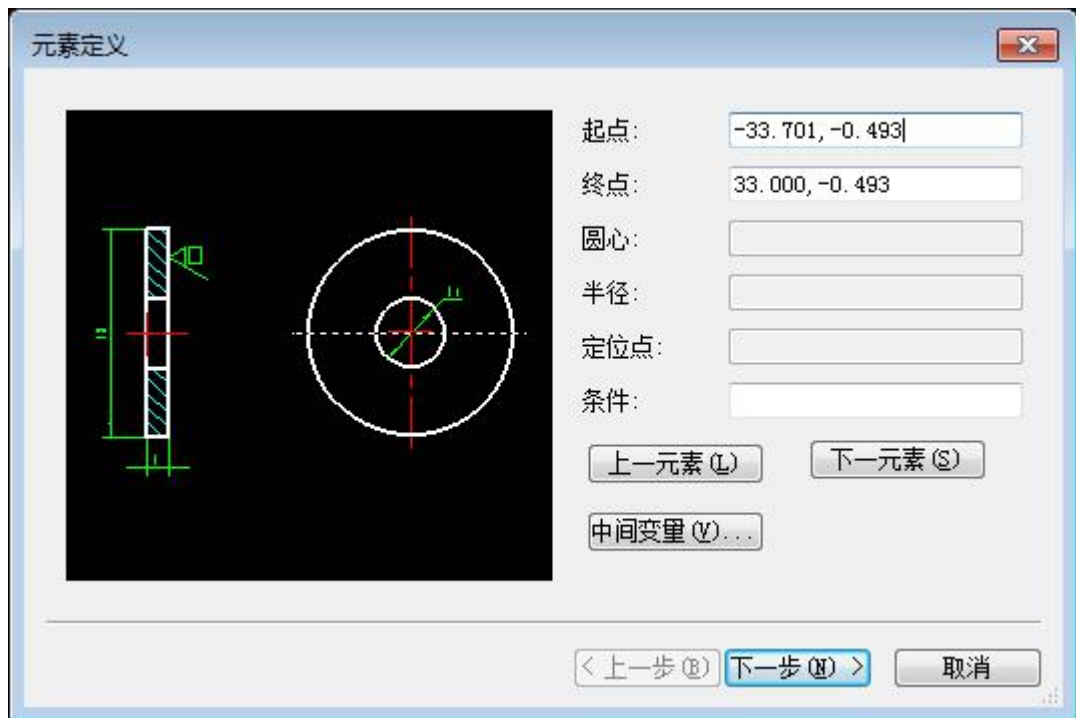 元素定义
起点: -33.701,-0.493
终点: 33.000,-0.493
圆心:
半径:
定位点:
条件:
上一元素(L) 下一元素(S)
中间变量(V)...
< 上一步(B) 下一步(N) > 取消